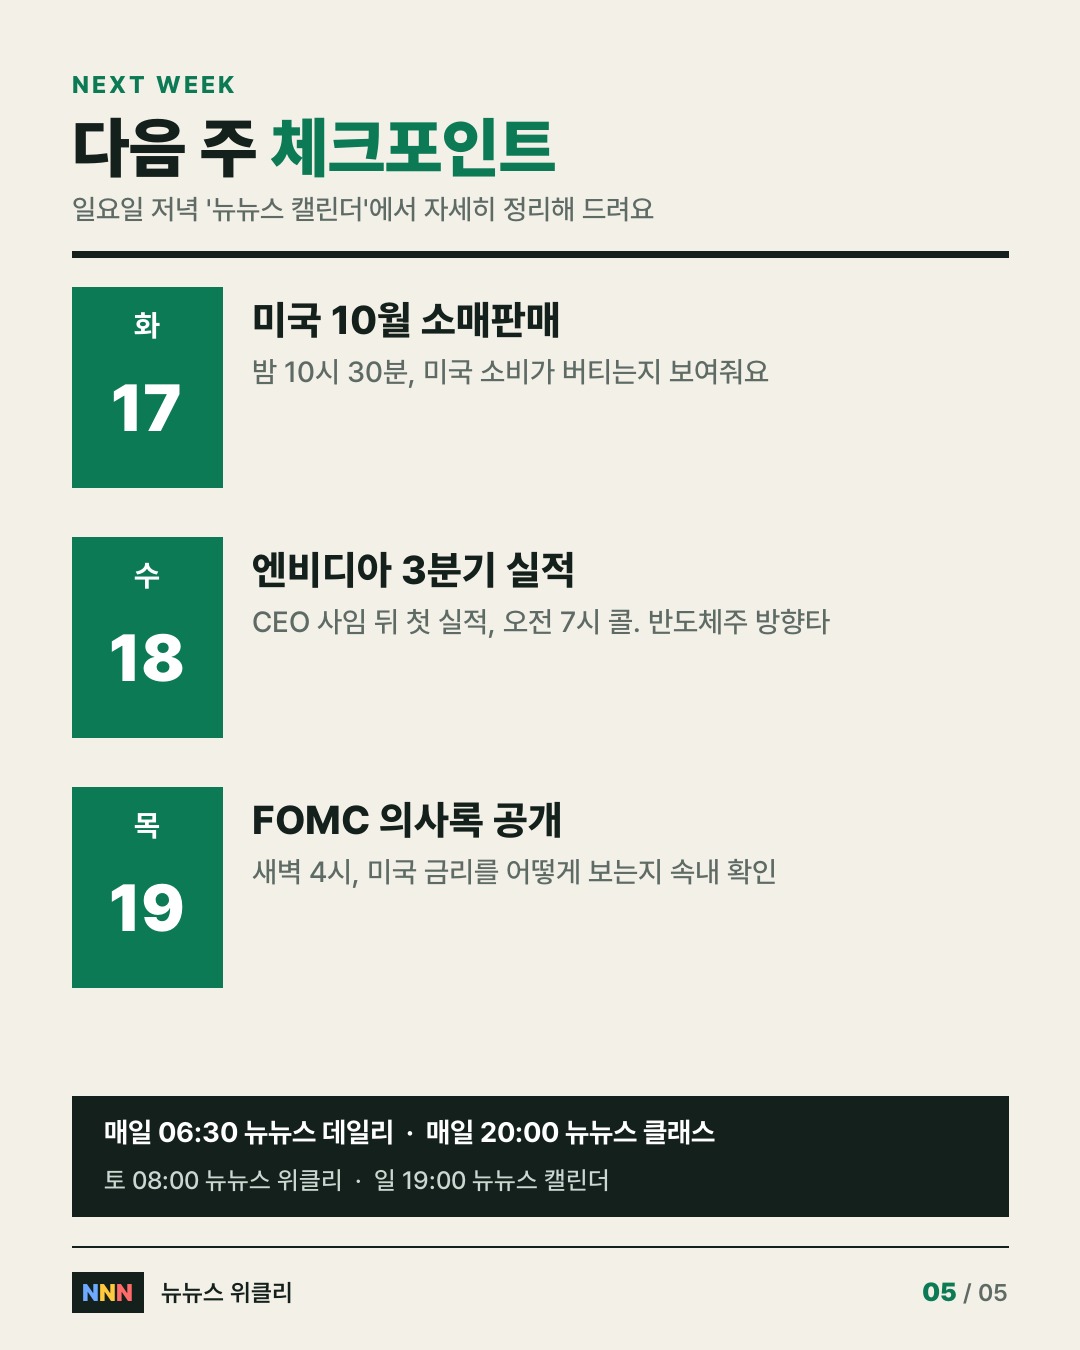 NEXT WEEK
다음 주 체크포인트
일요일 저녁 '뉴뉴스 캘린더'에서 자세히 정리해 드려요
화
17
미국 10월 소매판매
밤 10시 30분, 미국 소비가 버티는지 보여줘요
수
18
엔비디아 3분기 실적
CEO 사임 뒤 첫 실적, 오전 7시 콜. 반도체주 방향타
목
19
FOMC 의사록 공개
새벽 4시, 미국 금리를 어떻게 보는지 속내 확인
매일 06:30 뉴뉴스 데일리 · 매일 20:00 뉴뉴스 클래스
토 08:00 뉴뉴스 위클리 · 일 19:00 뉴뉴스 캘린더
NNN 뉴뉴스 위클리
05 / 05